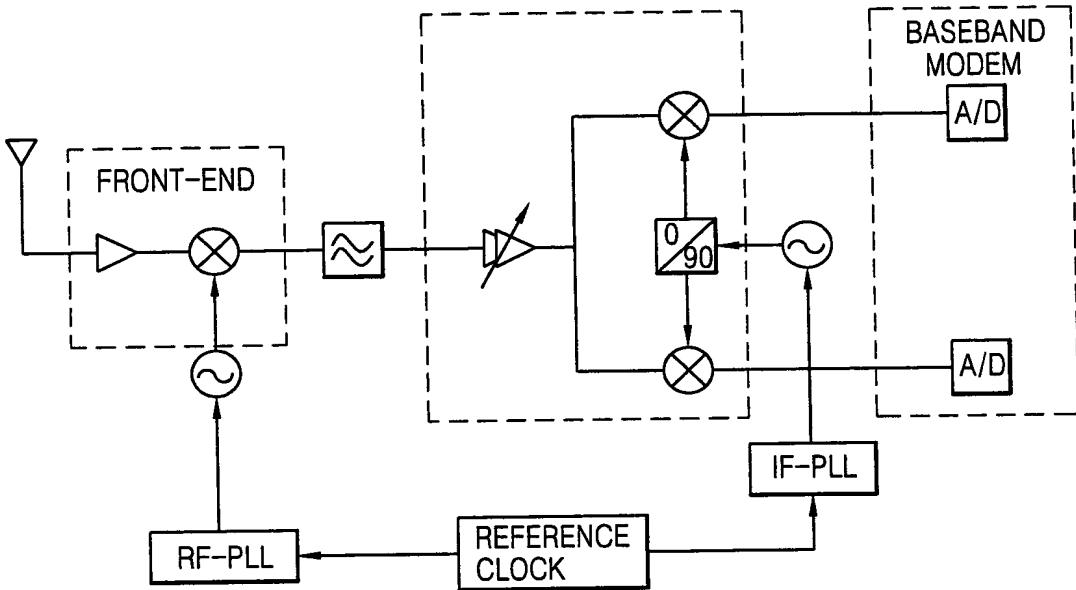 BASEBAND
MODEM
A/D
FRONT-END
0
90
A/D
IF-PLL
RF-PLL
REFERENCE
CLOCK